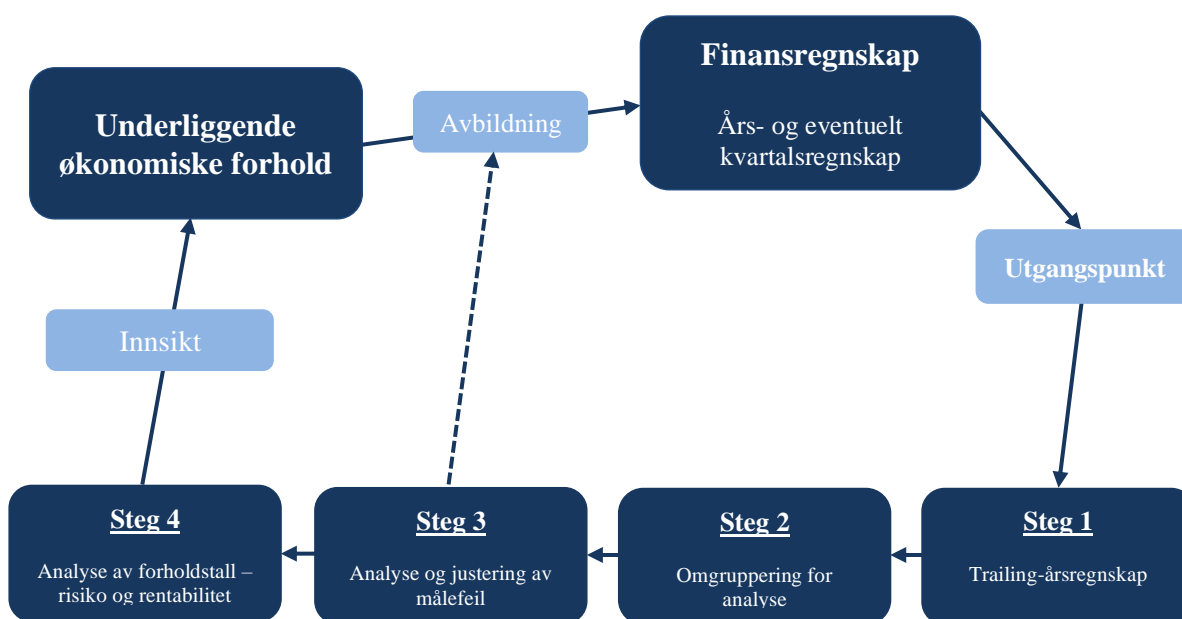 Finansregnskap
Års- og eventuelt
kvartalsregnskap
Underliggende
økonomiske forhold
Avbildning
Utgangspunkt
Innsikt
Steg 4
Analyse av forholdstall –
risiko og rentabilitet
Steg 3
Analyse og justering av
målefeil
Steg 2
Omgruppering for
analyse
Steg 1
Trailing-årsregnskap